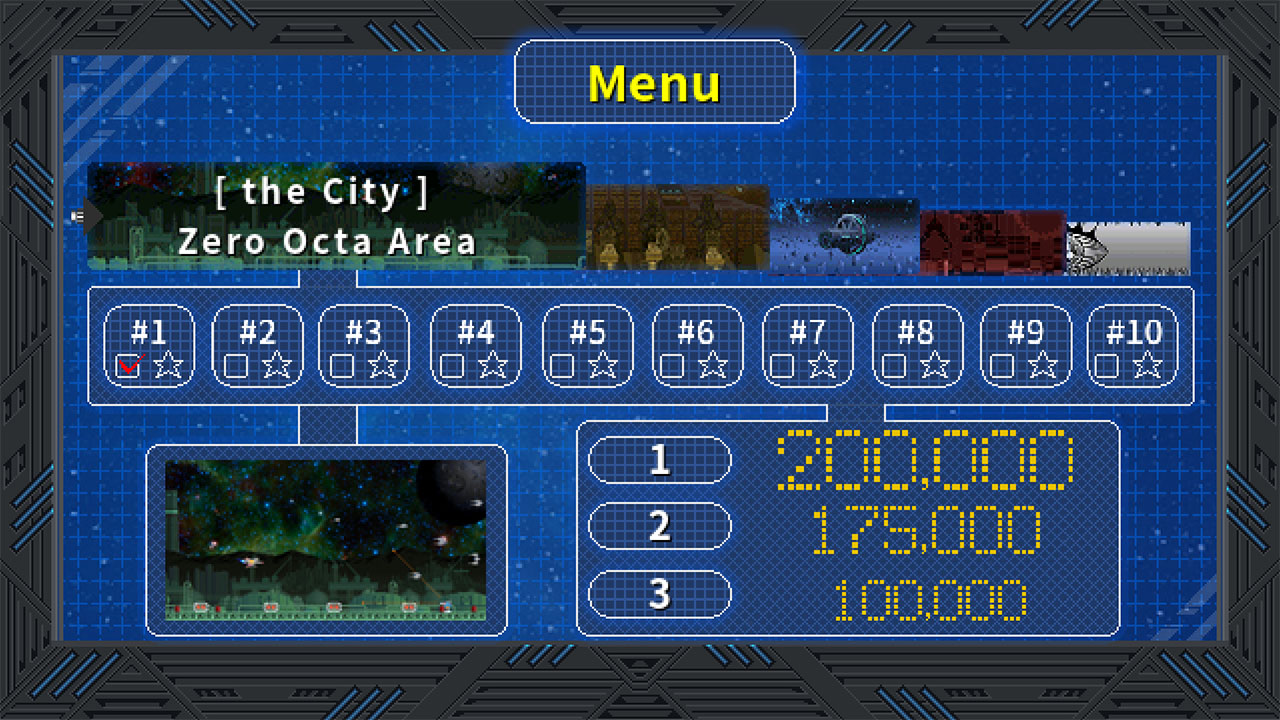 Menu
[ the City ]
Zero Octa Area
#1 #2 #3 #4 #5 #6 #7 #8 #9 #10
1 200,000
2 175,000
3 100,000